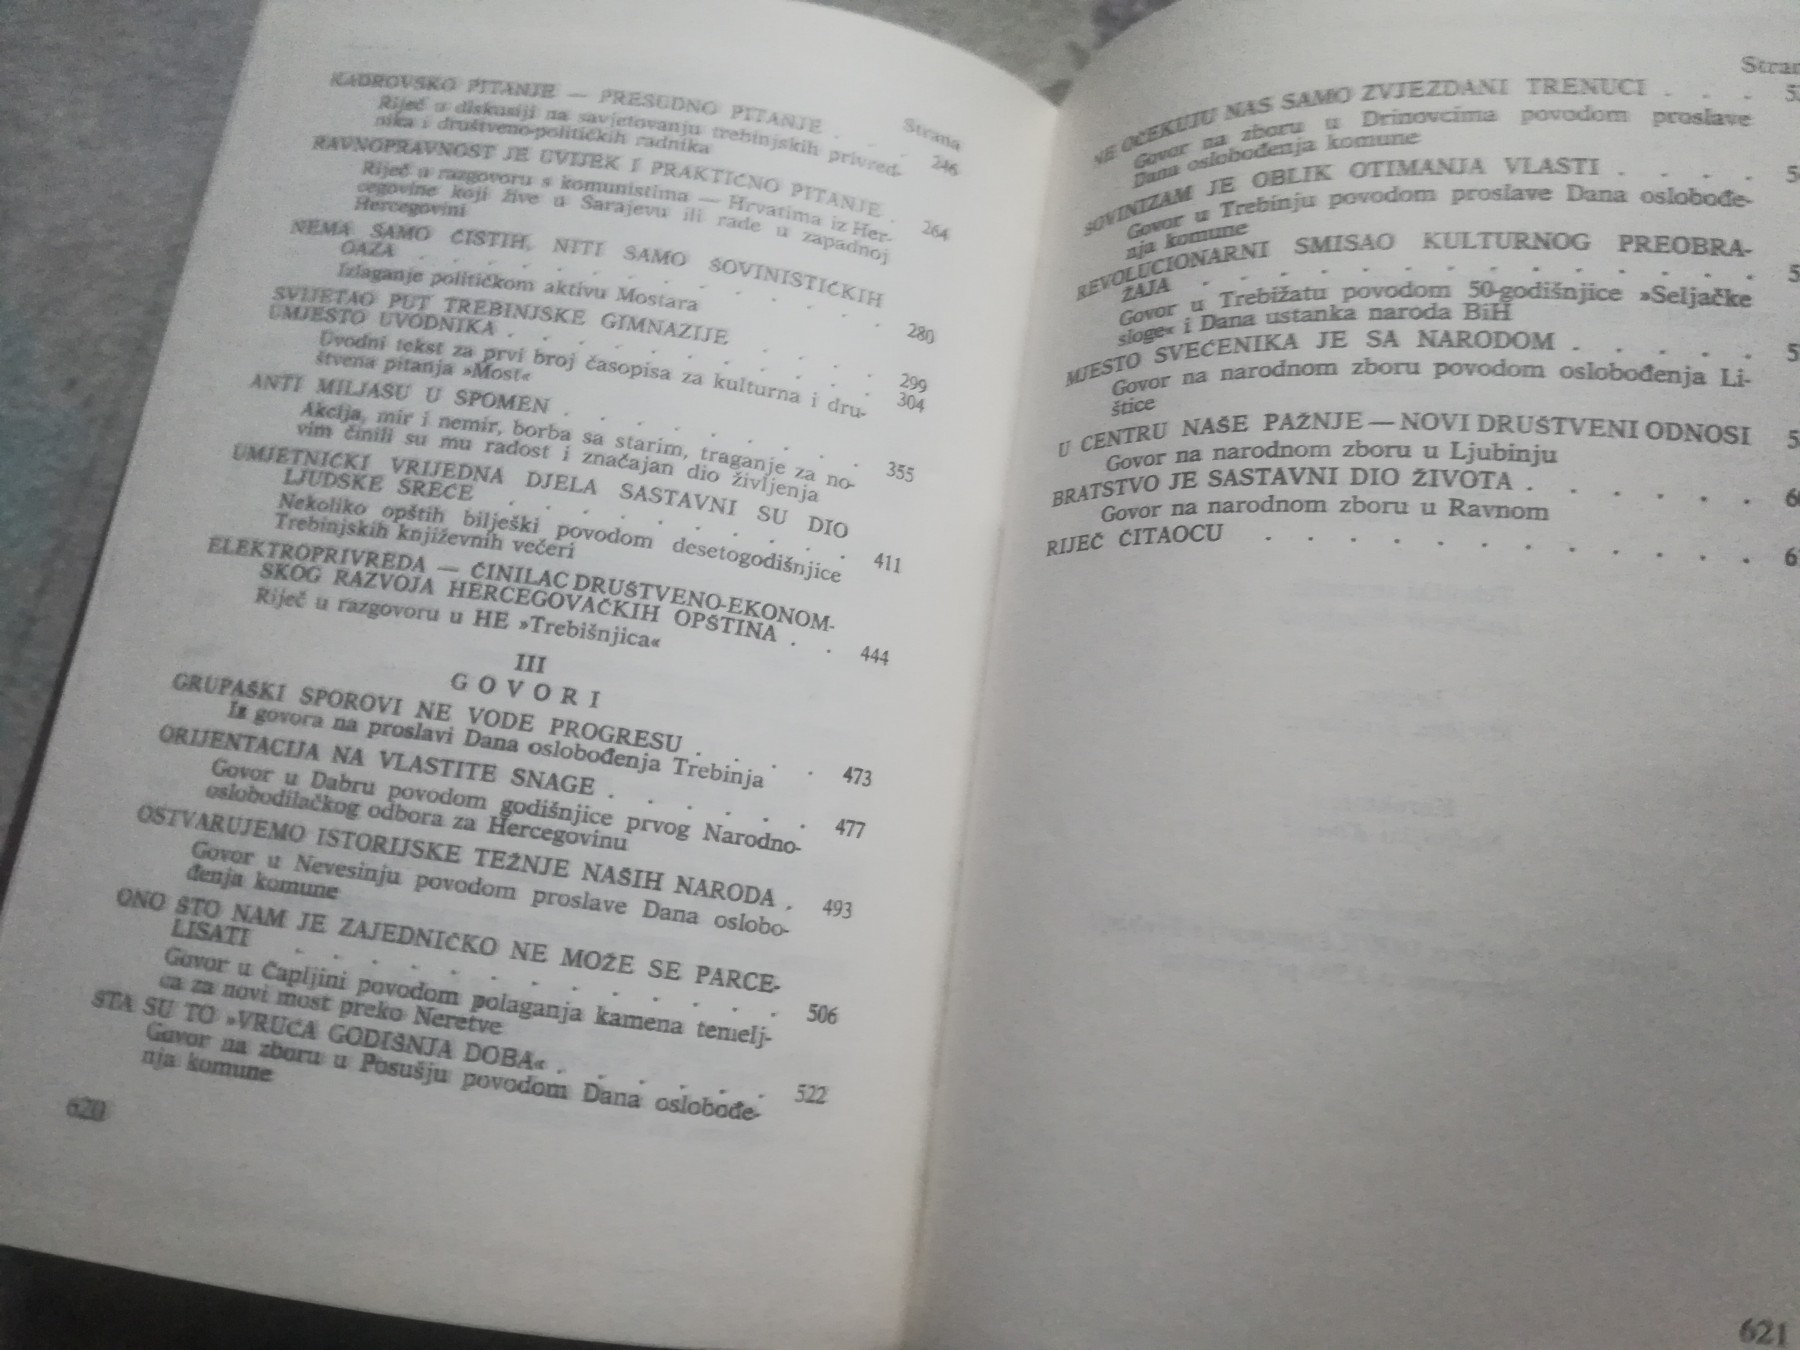 Strana
KADROVSKO PITANJE — PRESUDNO PITANJE . . . 246
Riječ u diskusiji na savjetovanju trebinjskih privred-
nika i društveno-političkih radnika
RAVNOPRAVNOST JE UVIJEK I PRAKTIČNO PITANJE . 264
Riječ u razgovoru s komunistima — Hrvatima iz Her-
cegovine koji žive u Sarajevu ili rade u zapadnoj
Hercegovini
NEMA SAMO ČISTIH, NITI SAMO ŠOVINISTIČKIH
OAZA . . . . . . . . . . 280
Izlaganje političkom aktivu Mostara
SVIJETAO PUT TREBINJSKE GIMNAZIJE . . . . 299
UMJESTO UVODNIKA . . . . . . . . 304
Uvodni tekst za prvi broj časopisa za kulturna i dru-
štvena pitanja »Most«
ANTI MILJAŠU U SPOMEN . . . . . . . 355
Akcija, mir i nemir, borba sa starim, traganje za no-
vim činili su mu radost i značajan dio življenja
UMJETNIČKI VRIJEDNA DJELA SASTAVNI SU DIO
LJUDSKE SREĆE . . . . . . . . 411
Nekoliko opštih bilješki povodom desetogodišnjice
Trebinjskih književnih večeri
ELEKTROPRIVREDA — ČINILAC DRUŠTVENO-EKONOM-
SKOG RAZVOJA HERCEGOVAČKIH OPŠTINA . . 444
Riječ u razgovoru u HE »Trebišnjica«
III
GOVORI
GRUPAŠKI SPOROVI NE VODE PROGRESU . . . . 473
Iz govora na proslavi Dana oslobođenja Trebinja
ORIJENTACIJA NA VLASTITE SNAGE . . . . . . 477
Govor u Dabru povodom godišnjice prvog Narodno-
oslobodilačkog odbora za Hercegovinu
OSTVARUJEMO ISTORIJSKE TEŽNJE NAŠIH NARODA . 493
Govor u Nevesinju povodom proslave Dana oslobo-
đenja komune
ONO ŠTO NAM JE ZAJEDNIČKO NE MOŽE SE PARCE-
LISATI . . . . . . . . . . 506
Govor u Čapljini povodom polaganja kamena temelj-
ca za novi most preko Neretve
ŠTA SU TO »VRUĆA GODIŠNJA DOBA« . . . . . . 522
Govor na zboru u Posušju povodom Dana oslobođe-
nja komune
620
Stran
NE OČEKUJU NAS SAMO ZVJEZDANI TRENUCI . . .
Govor na zboru u Drinovcima povodom proslave
Dana oslobođenja komune
ŠOVINIZAM JE OBLIK OTIMANJA VLASTI . . . .
Govor u Trebinju povodom proslave Dana oslobođe-
nja komune
REVOLUCIONARNI SMISAO KULTURNOG PREOBRA-
ŽAJA . . . . . . . . . . .
Govor u Trebižatu povodom 50-godišnjice »Seljačke
sloge« i Dana ustanka naroda BiH
MJESTO SVEĆENIKA JE SA NARODOM . . . . .
Govor na narodnom zboru povodom oslobođenja Li-
štice
U CENTRU NAŠE PAŽNJE — NOVI DRUŠTVENI ODNOSI
Govor na narodnom zboru u Ljubinju
BRATSTVO JE SASTAVNI DIO ŽIVOTA . . . . . .
Govor na narodnom zboru u Ravnom
RIJEČ ČITAOCU . . . . . . . . . . .
621